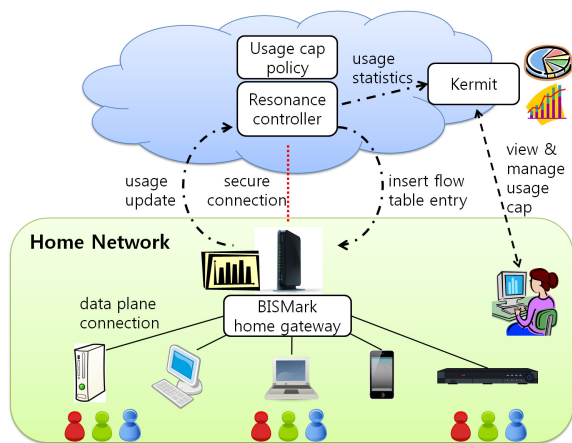 Usage cap
policy
usage
statistics
Kermit
Resonance
controller
view &
manage
usage
cap
usage
update
secure
connection
insert flow
table entry
Home Network
data plane
connection
BISMark
home gateway